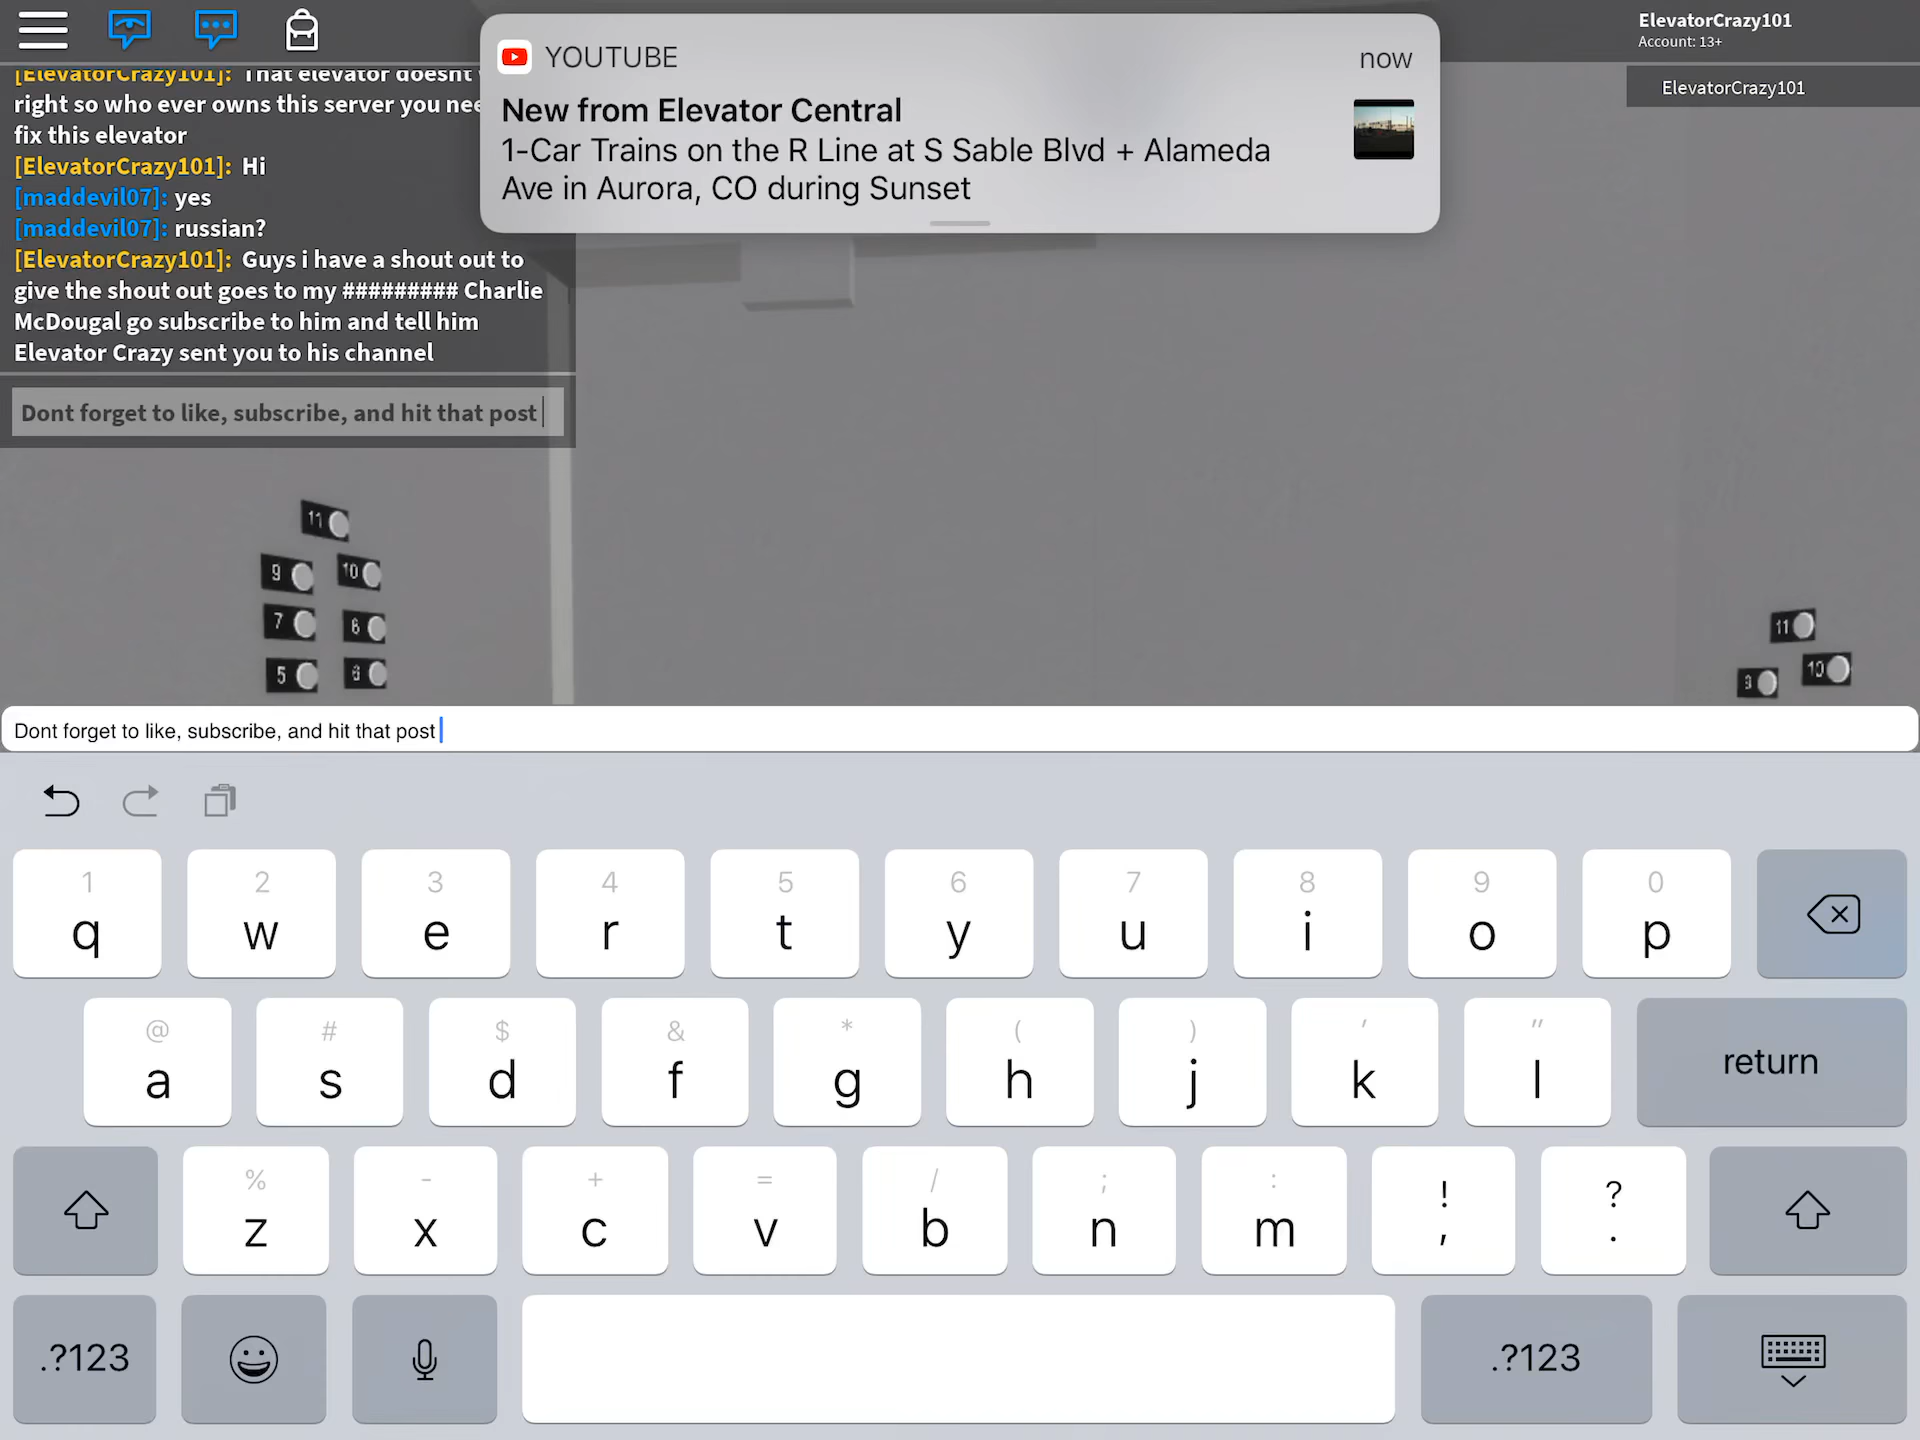 ElevatorCrazy101
Account: 13+
ElevatorCrazy101
YOUTUBE
now
New from Elevator Central
1-Car Trains on the R Line at S Sable Blvd + Alameda
Ave in Aurora, CO during Sunset
[ElevatorCrazy101]: That elevator doesnt
right so who ever owns this server you
fix this elevator
[ElevatorCrazy101]: Hi
[maddevil07]: yes
[maddevil07]: russian?
[ElevatorCrazy101]: Guys i have a shout out to
give the shout out goes to my ######### Charlie
McDougal go subscribe to him and tell him
Elevator Crazy sent you to his channel
Dont forget to like, subscribe, and hit that post
11
9 10
7
5
11
10
Dont forget to like, subscribe, and hit that post
1 2 3 4 5 6 7 8 9 0
q w e r t y u i o p
@ # $ & * ( ) ' "
a s d f g h j k l return
% - + = / ; : ! ?
z x c v b n m , .
.?123 .?123